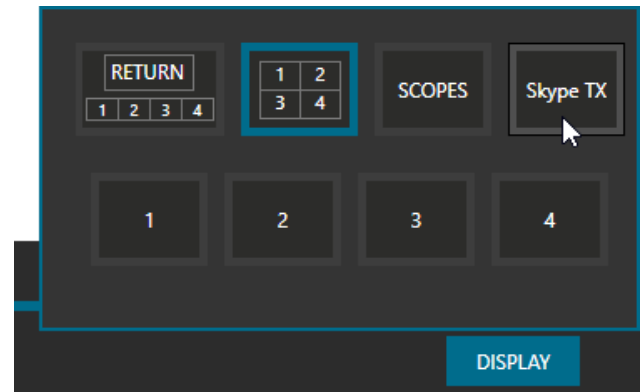 RETURN
1 2 3 4
1 2
3 4
SCOPES
Skype TX
1
2
3
4
DISPLAY